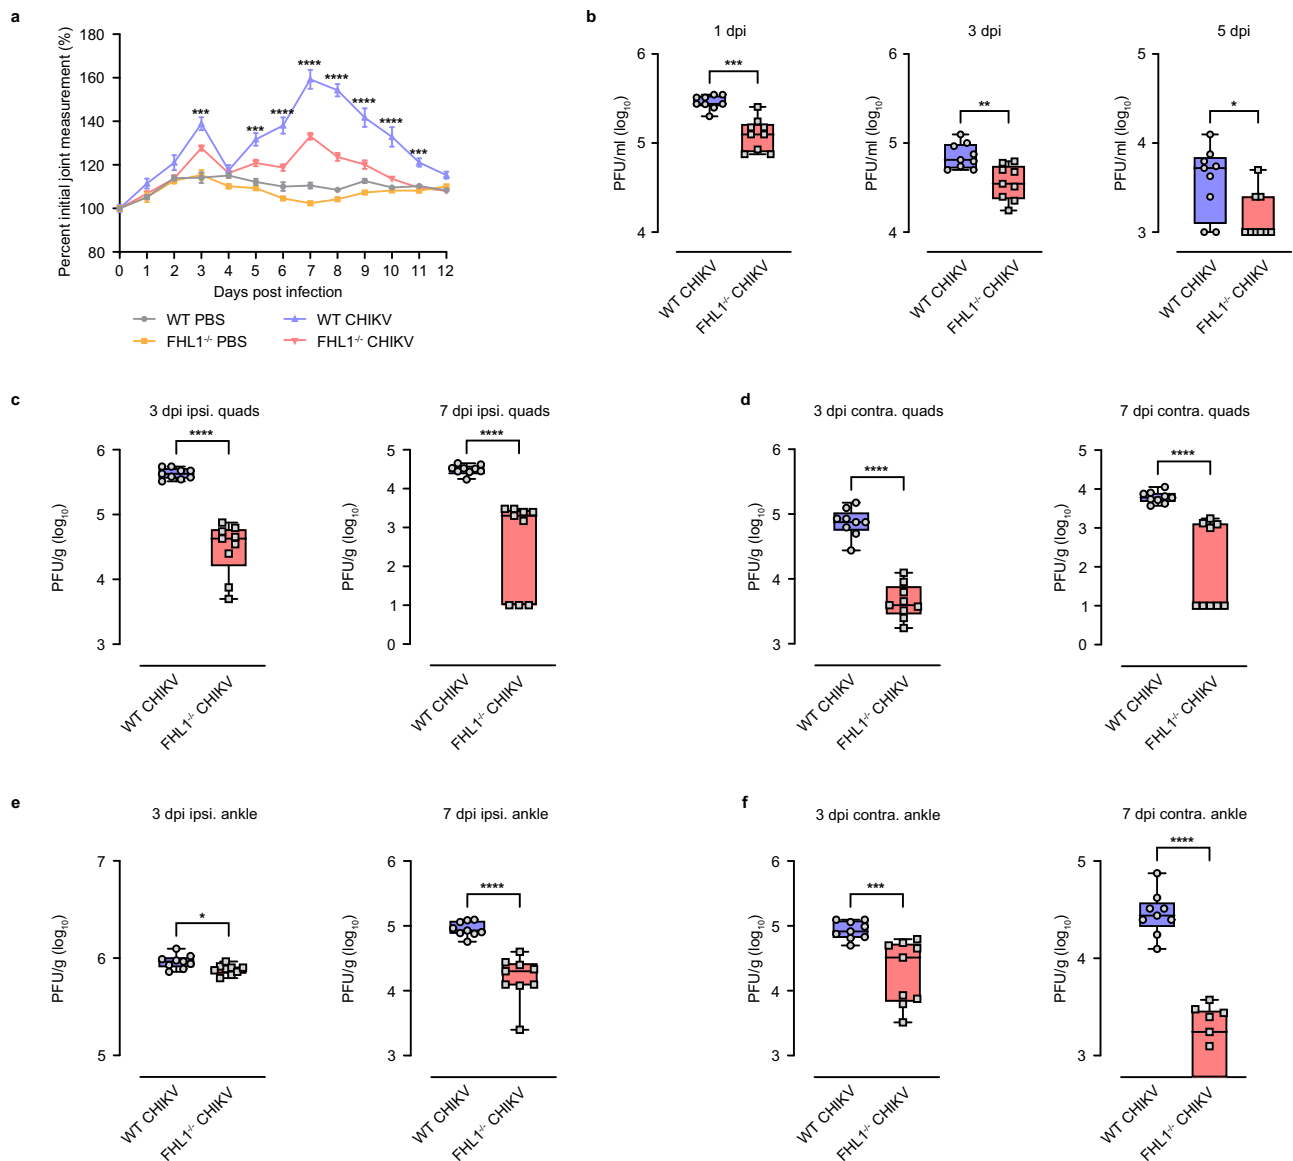 a
Percent initial joint measurement (%)
180
160
140
120
100
80
***
***
****
****
****
****
****
***
0 1 2 3 4 5 6 7 8 9 10 11 12
Days post infection
WT PBS
WT CHIKV
FHL1-/- PBS
FHL1-/- CHIKV
b
1 dpi
PFU/ml (log10)
6
5
4
***
WT CHIKV
FHL1-/- CHIKV
3 dpi
PFU/ml (log10)
6
5
4
**
WT CHIKV
FHL1-/- CHIKV
5 dpi
PFU/ml (log10)
5
4
3
*
WT CHIKV
FHL1-/- CHIKV
c
3 dpi ipsi. quads
PFU/g (log10)
6
5
4
3
****
WT CHIKV
FHL1-/- CHIKV
7 dpi ipsi. quads
PFU/g (log10)
5
4
3
2
1
0
****
WT CHIKV
FHL1-/- CHIKV
d
3 dpi contra. quads
PFU/g (log10)
6
5
4
3
****
WT CHIKV
FHL1-/- CHIKV
7 dpi contra. quads
PFU/g (log10)
5
4
3
2
1
0
****
WT CHIKV
FHL1-/- CHIKV
e
3 dpi ipsi. ankle
PFU/g (log10)
7
6
5
*
WT CHIKV
FHL1-/- CHIKV
7 dpi ipsi. ankle
PFU/g (log10)
6
5
4
3
****
WT CHIKV
FHL1-/- CHIKV
f
3 dpi contra. ankle
PFU/g (log10)
6
5
4
3
***
WT CHIKV
FHL1-/- CHIKV
7 dpi contra. ankle
PFU/g (log10)
5
4
3
****
WT CHIKV
FHL1-/- CHIKV